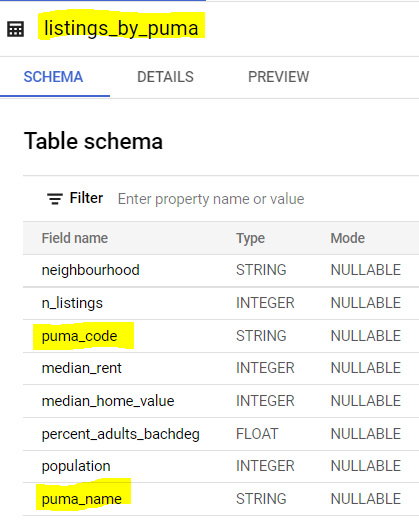 listings_by_puma
SCHEMA DETAILS PREVIEW
Table schema
Filter Enter property name or value
Field name Type Mode
neighbourhood STRING NULLABLE
n_listings INTEGER NULLABLE
puma_code STRING NULLABLE
median_rent INTEGER NULLABLE
median_home_value INTEGER NULLABLE
percent_adults_bachdeg FLOAT NULLABLE
population INTEGER NULLABLE
puma_name STRING NULLABLE